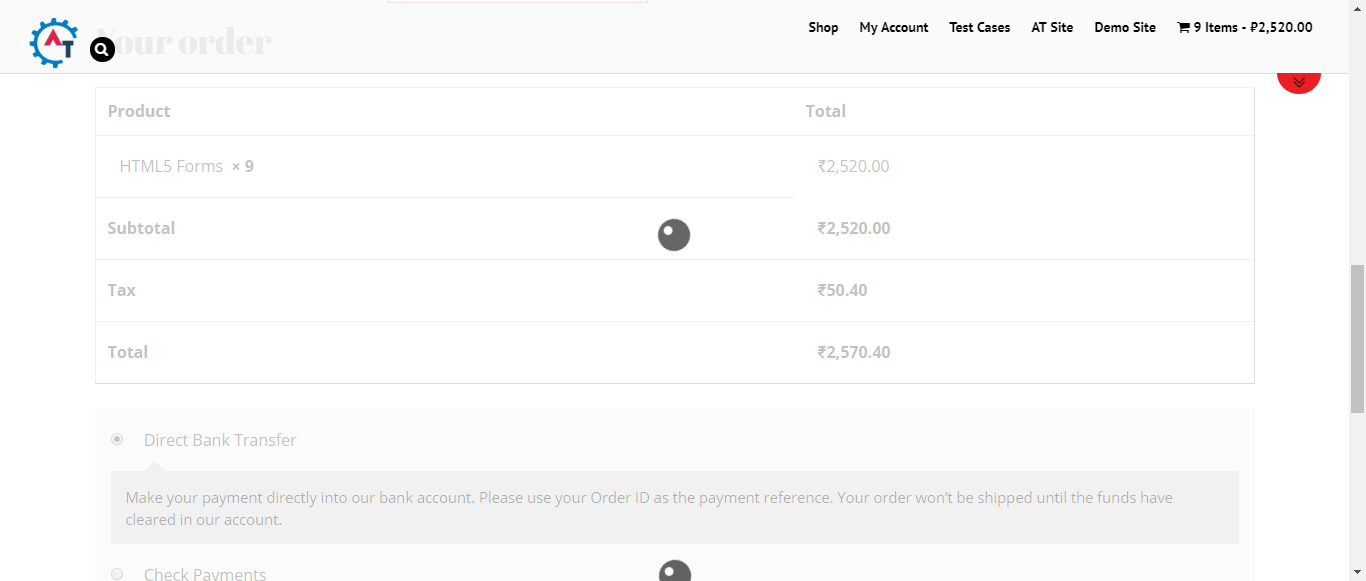 AT
Your order
Shop My Account Test Cases AT Site Demo Site 9 Items - ₽2,520.00
Product Total
HTML5 Forms × 9 ₹2,520.00
Subtotal ₹2,520.00
Tax ₹50.40
Total ₹2,570.40
Direct Bank Transfer
Make your payment directly into our bank account. Please use your Order ID as the payment reference. Your order won’t be shipped until the funds have
cleared in our account.
Check Payments